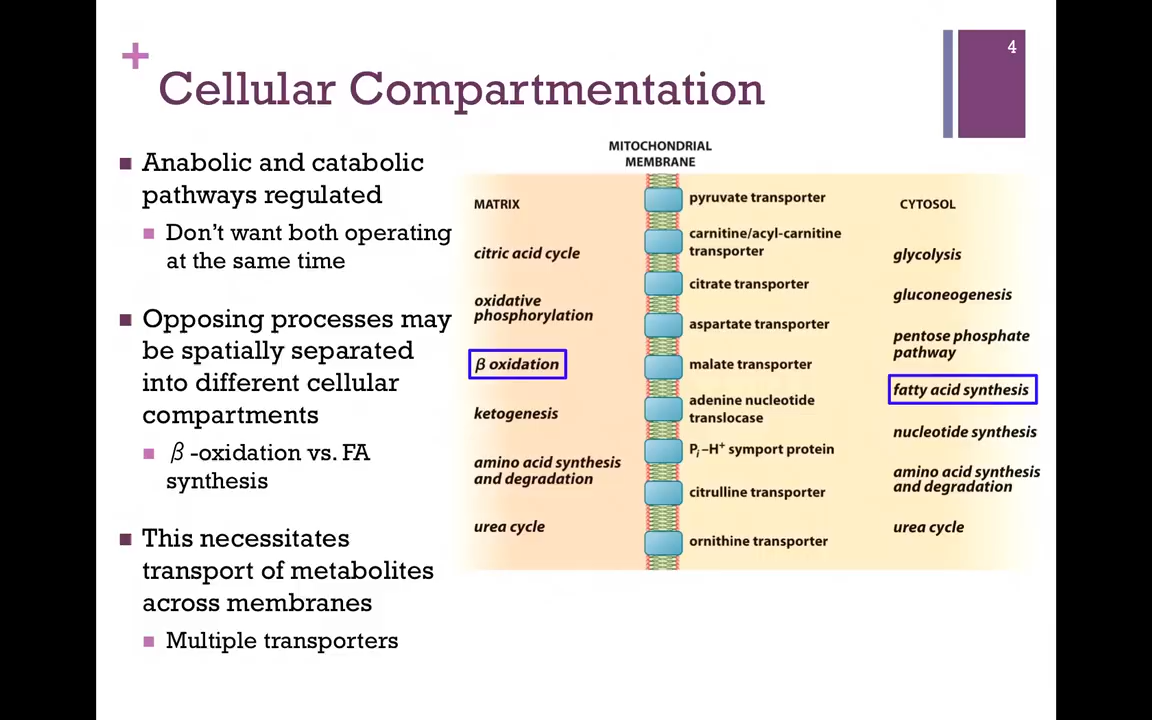 4
+
Cellular Compartmentation
■ Anabolic and catabolic
pathways regulated
■ Don't want both operating
at the same time
■ Opposing processes may
be spatially separated
into different cellular
compartments
■ β-oxidation vs. FA
synthesis
■ This necessitates
transport of metabolites
across membranes
■ Multiple transporters
MITOCHONDRIAL
MEMBRANE
MATRIX
citric acid cycle
oxidative
phosphorylation
β oxidation
ketogenesis
amino acid synthesis
and degradation
urea cycle
pyruvate transporter
carnitine/acyl-carnitine
transporter
citrate transporter
aspartate transporter
malate transporter
adenine nucleotide
translocase
Pi–H+ symport protein
citrulline transporter
ornithine transporter
CYTOSOL
glycolysis
gluconeogenesis
pentose phosphate
pathway
fatty acid synthesis
nucleotide synthesis
amino acid synthesis
and degradation
urea cycle